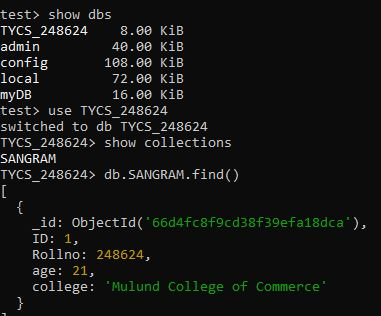 test> show dbs
TYCS_248624    8.00 KiB
admin         40.00 KiB
config       108.00 KiB
local         72.00 KiB
myDB          16.00 KiB
test> use TYCS_248624
switched to db TYCS_248624
TYCS_248624> show collections
SANGRAM
TYCS_248624> db.SANGRAM.find()
[
  {
    _id: ObjectId('66d4fc8f9cd38f39efa18dca'),
    ID: 1,
    Rollno: 248624,
    age: 21,
    college: 'Mulund College of Commerce'
  }
]